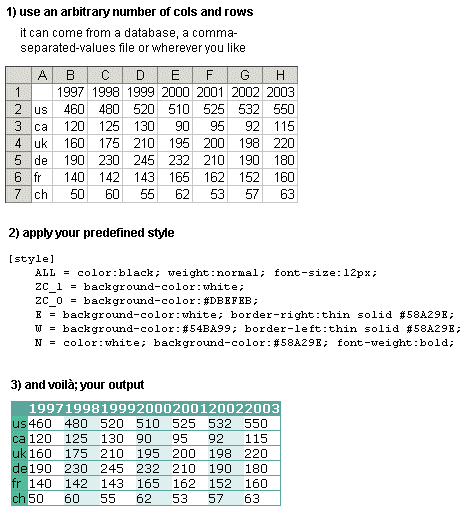 1) use an arbitrary number of cols and rows
it can come from a database, a comma-
separated-values file or wherever you like
A B C D E F G H
1 1997 1998 1999 2000 2001 2002 2003
2 us 460 480 520 510 525 532 550
3 ca 120 125 130 90 95 92 115
4 uk 160 175 210 195 200 198 220
5 de 190 230 245 232 210 190 180
6 fr 140 142 143 165 162 152 160
7 ch 50 60 55 62 53 57 63
2) apply your predefined style
[style]
ALL = color:black; weight:normal; font-size:12px;
ZC_1 = background-color:white;
ZC_0 = background-color:#DBEFEB;
E = background-color:white; border-right:thin solid #58A29E;
W = background-color:#54BA99; border-left:thin solid #58A29E;
N = color:white; background-color:#58A29E; font-weight:bold;
3) and voilà; your output
1997 1998 1999 2000 2001 2002 2003
us 460 480 520 510 525 532 550
ca 120 125 130 90 95 92 115
uk 160 175 210 195 200 198 220
de 190 230 245 232 210 190 180
fr 140 142 143 165 162 152 160
ch 50 60 55 62 53 57 63